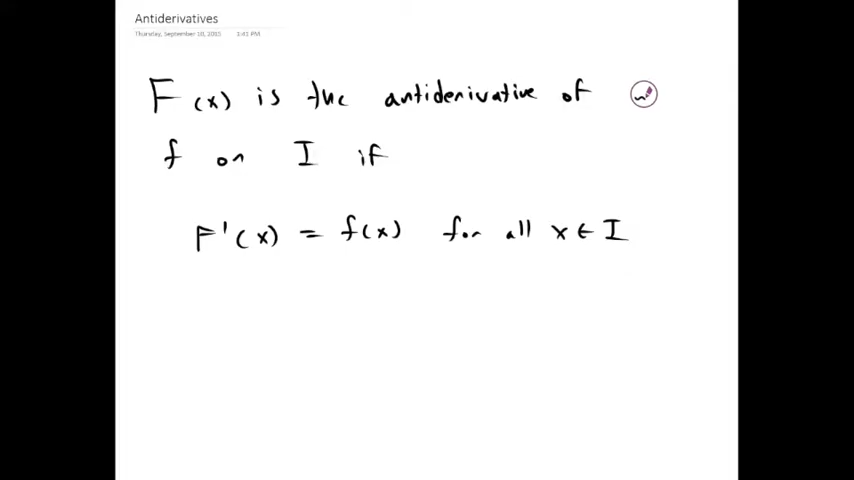 Antiderivatives
Thursday, September 10, 2015 1:41 PM
F(x) is the antiderivative of
f on I if
F'(x) = f(x) for all x ∈ I